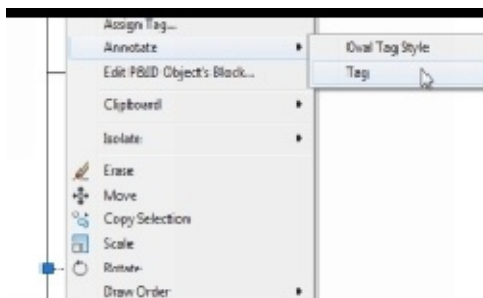 Assign Tag...
Annotate
Oval Tag Style
Tag
Edit P&ID Object's Block...
Clipboard
Isolate
Erase
Move
Copy Selection
Scale
Rotate
Draw Order